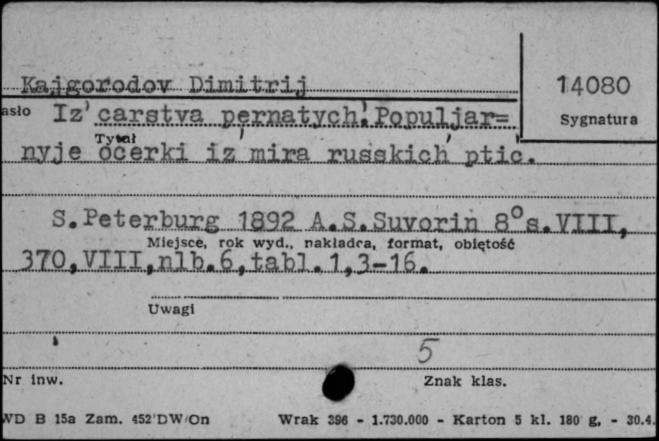 Kajgorodov Dimitrij
14080
asło Iz' carstva pernatych. Populjar=
Sygnatura
Tytuł
nyje očerki iz' mira russkich' ptic.
S.Peterburg 1892 A.S.Suvorin 8°s.VIII,
Miejsce, rok wyd., nakładca, format, objętość
370,VIII,nlb.6,tabl.1,3-16.
Uwagi
5
Nr inw.
Znak klas.
WD B 15a Zam. 452 DW/On Wrak 396 - 1.730.000 - Karton 5 kl. 180 g. - 30.4.